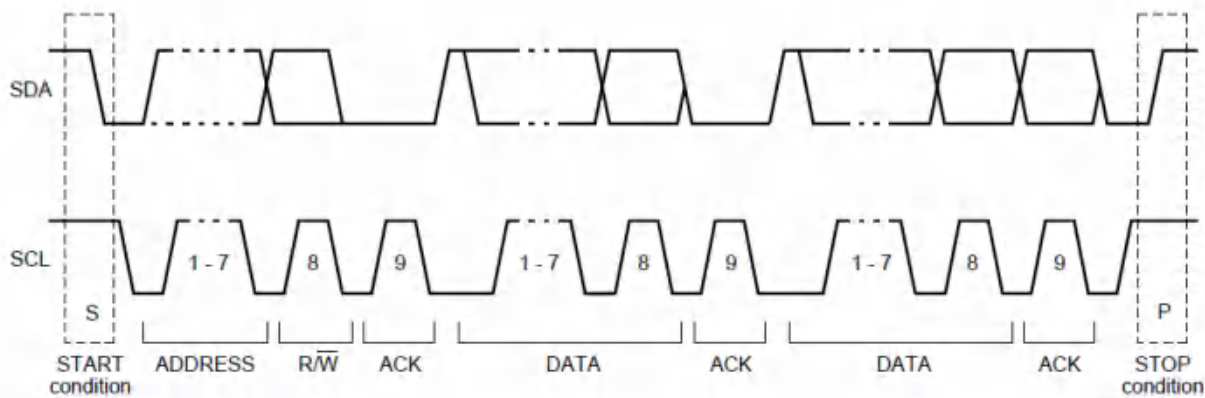 SDA
SCL
1 - 7
8
9
1 - 7
8
9
1 - 7
8
9
S
P
START
condition
ADDRESS
R/W̅
ACK
DATA
ACK
DATA
ACK
STOP
condition